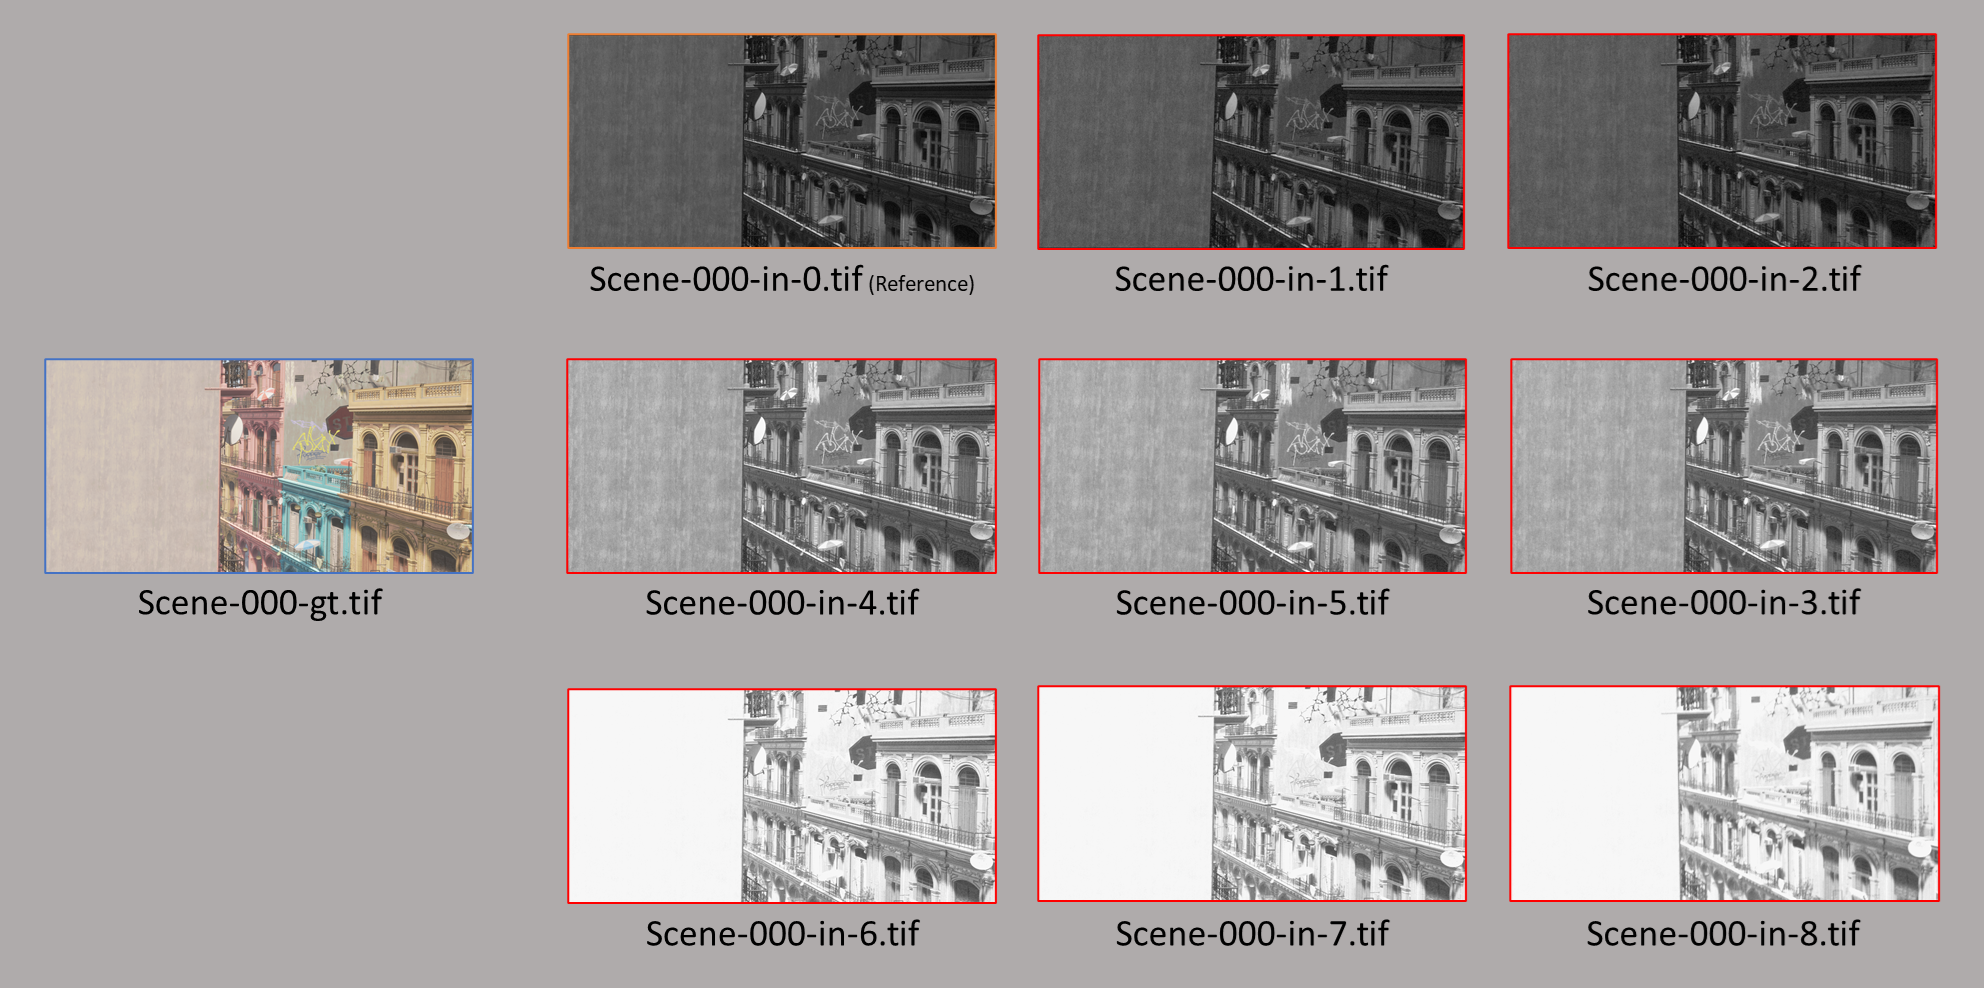 Scene-000-in-0.tif (Reference)
Scene-000-in-1.tif
Scene-000-in-2.tif
Scene-000-gt.tif
Scene-000-in-4.tif
Scene-000-in-5.tif
Scene-000-in-3.tif
Scene-000-in-6.tif
Scene-000-in-7.tif
Scene-000-in-8.tif